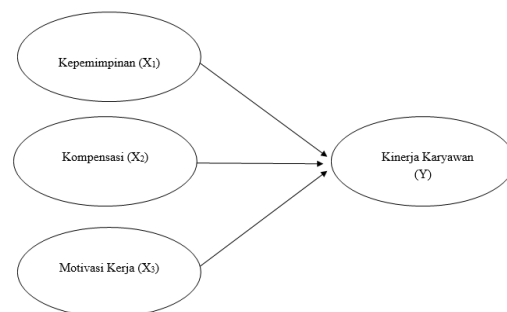 Kepemimpinan (X₁)
Kompensasi (X₂)
Kinerja Karyawan
(Y)
Motivasi Kerja (X₃)